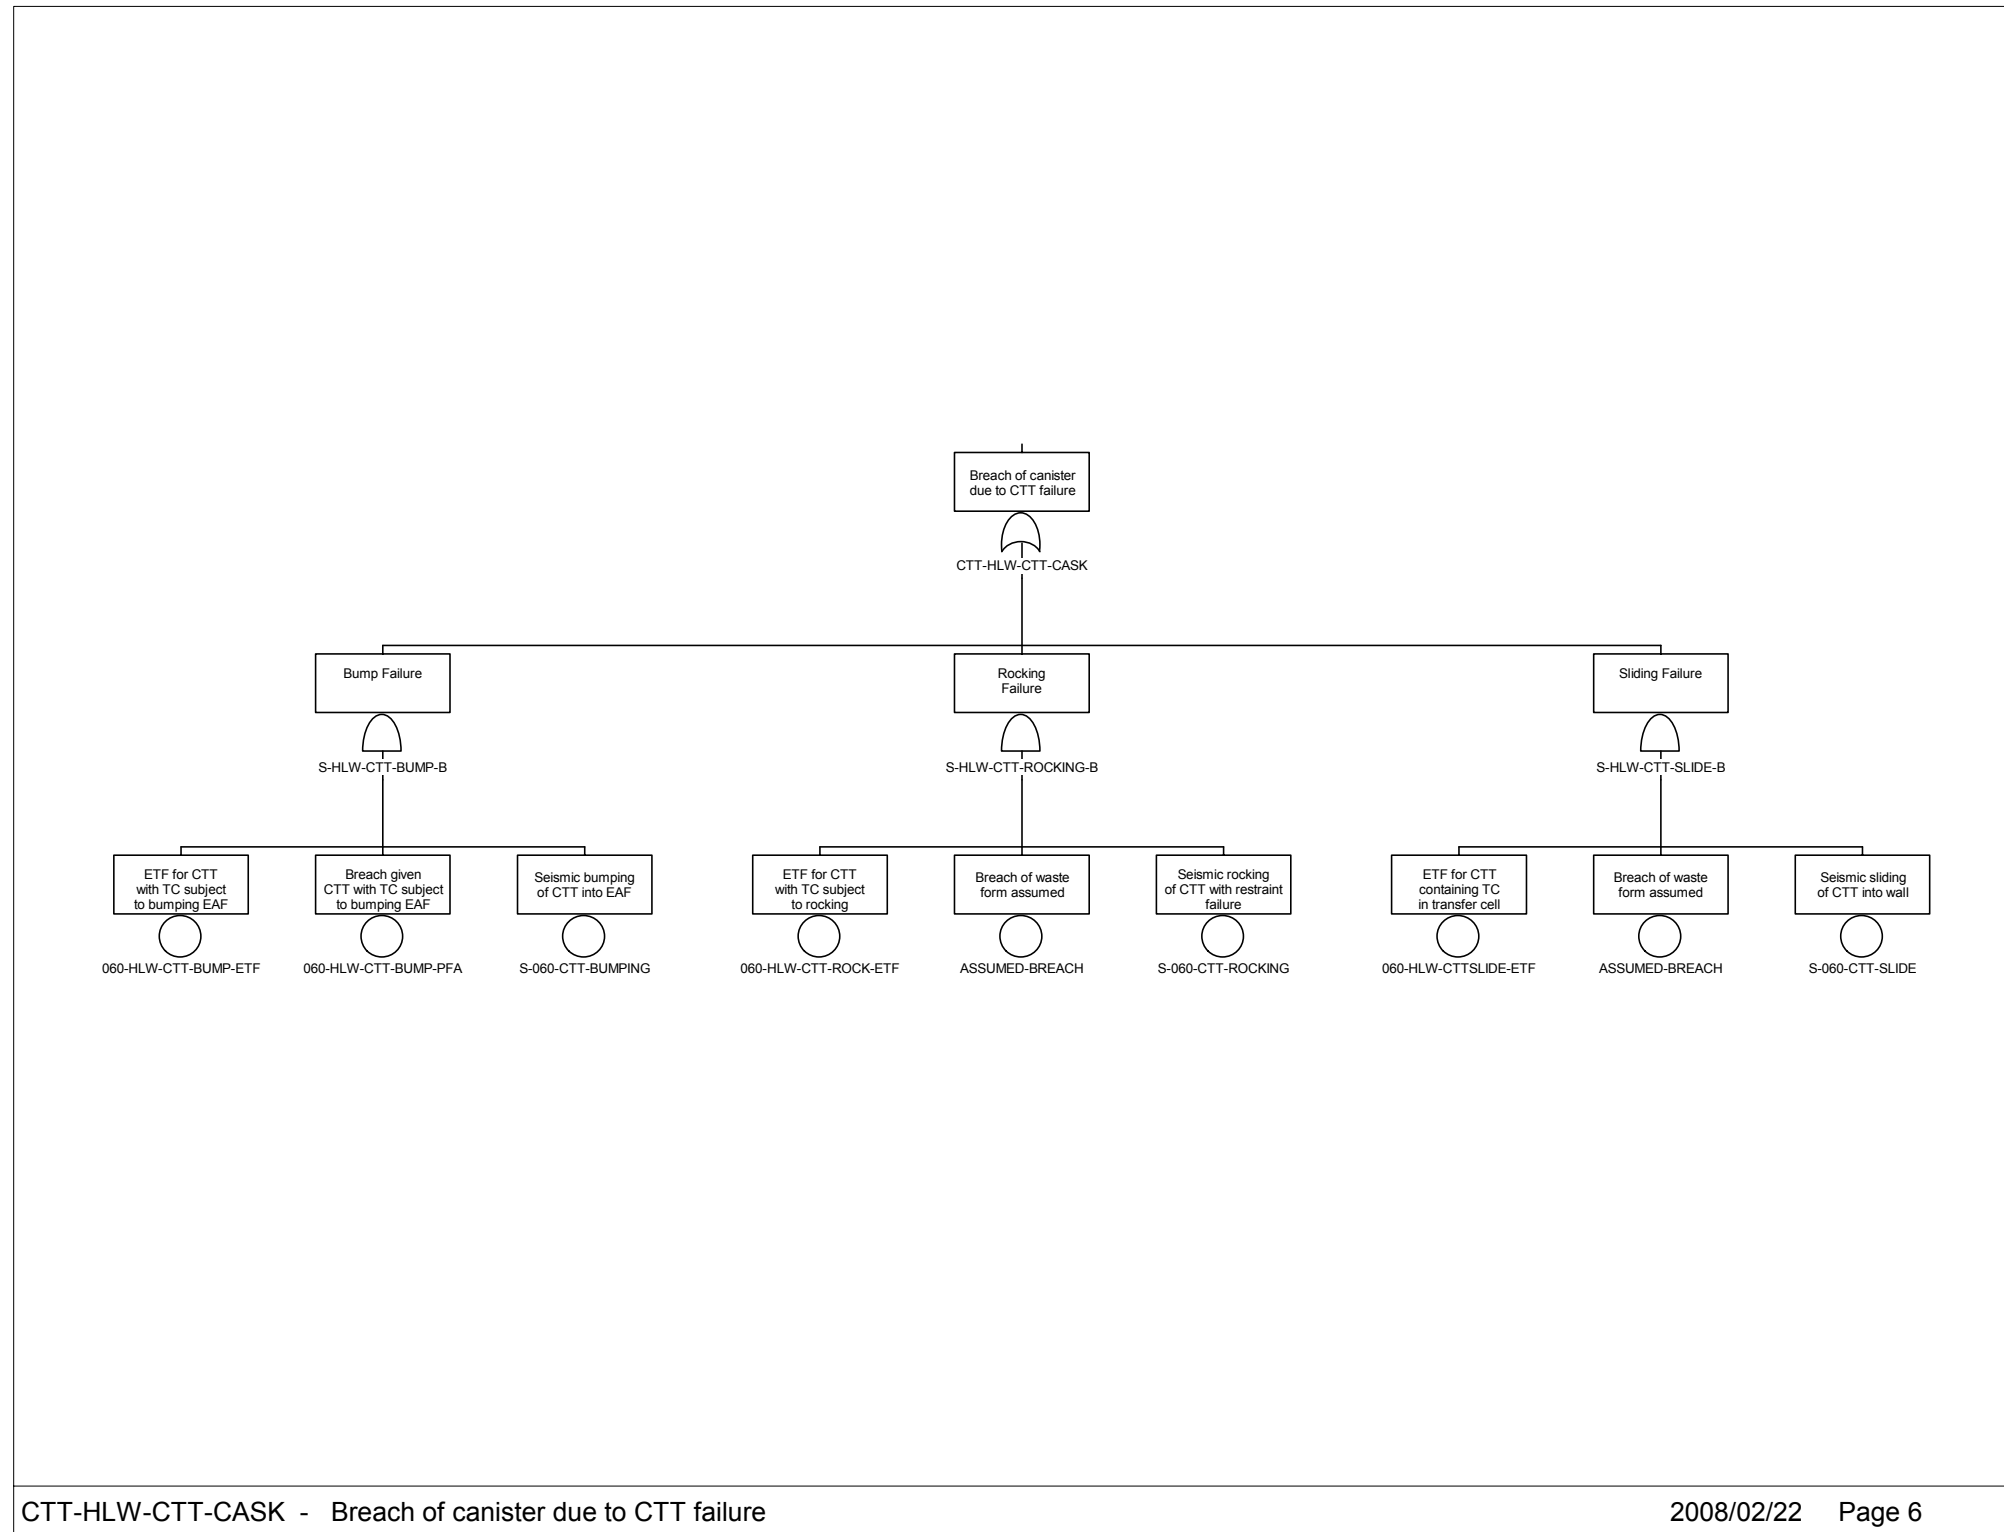 Breach of canister
due to CTT failure
CTT-HLW-CTT-CASK
Bump Failure
S-HLW-CTT-BUMP-B
Rocking
Failure
S-HLW-CTT-ROCKING-B
Sliding Failure
S-HLW-CTT-SLIDE-B
ETF for CTT
with TC subject
to bumping EAF
060-HLW-CTT-BUMP-ETF
Breach given
CTT with TC subject
to bumping EAF
060-HLW-CTT-BUMP-PFA
Seismic bumping
of CTT into EAF
S-060-CTT-BUMPING
ETF for CTT
with TC subject
to rocking
060-HLW-CTT-ROCK-ETF
Breach of waste
form assumed
ASSUMED-BREACH
Seismic rocking
of CTT with restraint
failure
S-060-CTT-ROCKING
ETF for CTT
containing TC
in transfer cell
060-HLW-CTTSLIDE-ETF
Breach of waste
form assumed
ASSUMED-BREACH
Seismic sliding
of CTT into wall
S-060-CTT-SLIDE
CTT-HLW-CTT-CASK - Breach of canister due to CTT failure
2008/02/22 Page 6